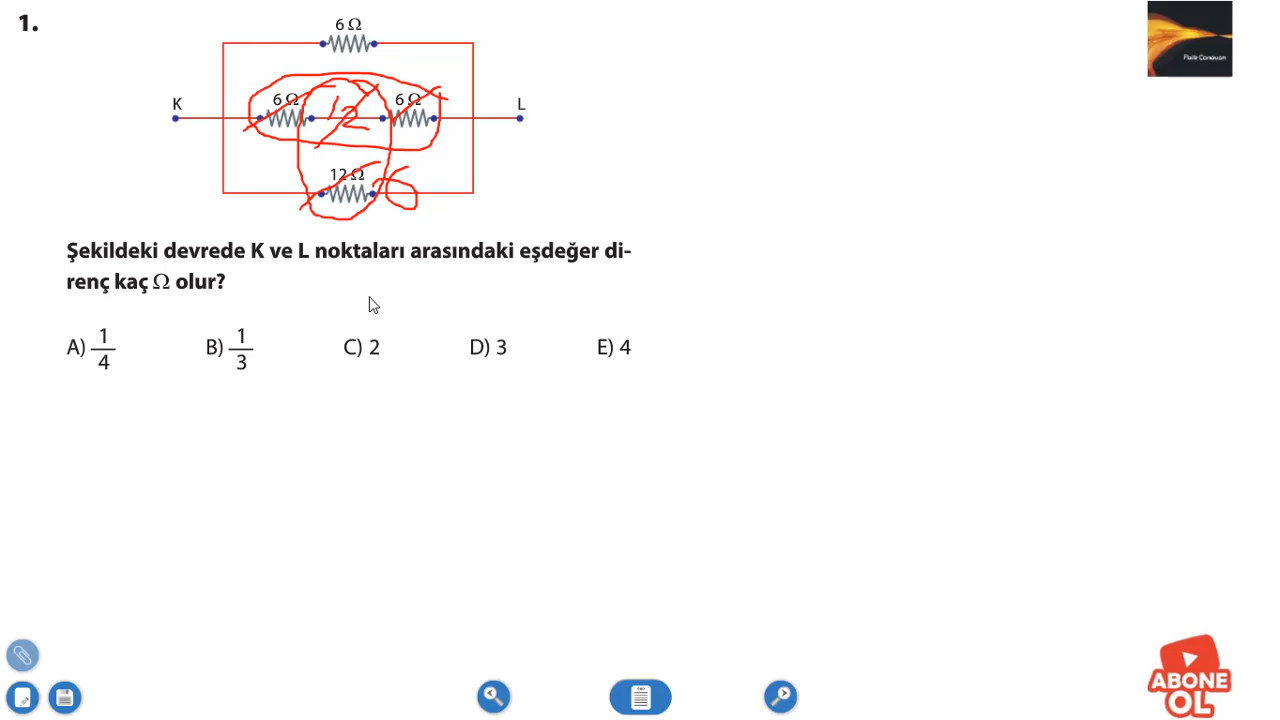 1.
6 Ω
K
6 Ω
12
6 Ω
L
12 Ω
6
Şekildeki devrede K ve L noktaları arasındaki eşdeğer di-
renç kaç Ω olur?
A) 1/4 B) 1/3 C) 2 D) 3 E) 4
ABONE
OL